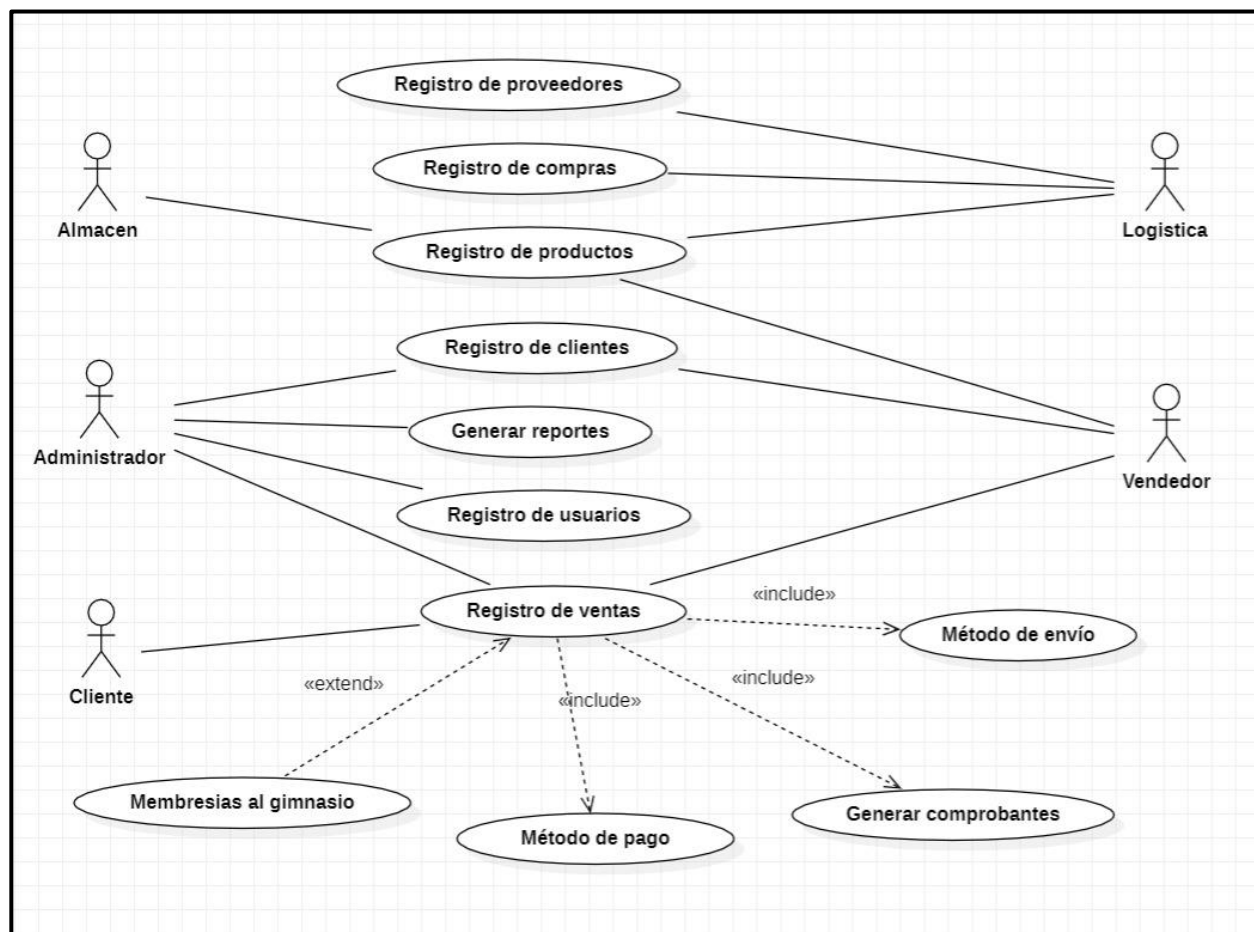 Registro de proveedores
Registro de compras
Almacen
Logistica
Registro de productos
Registro de clientes
Generar reportes
Administrador
Vendedor
Registro de usuarios
«include»
Registro de ventas
Método de envío
Cliente
«extend»
«include»
«include»
Membresias al gimnasio
Método de pago
Generar comprobantes